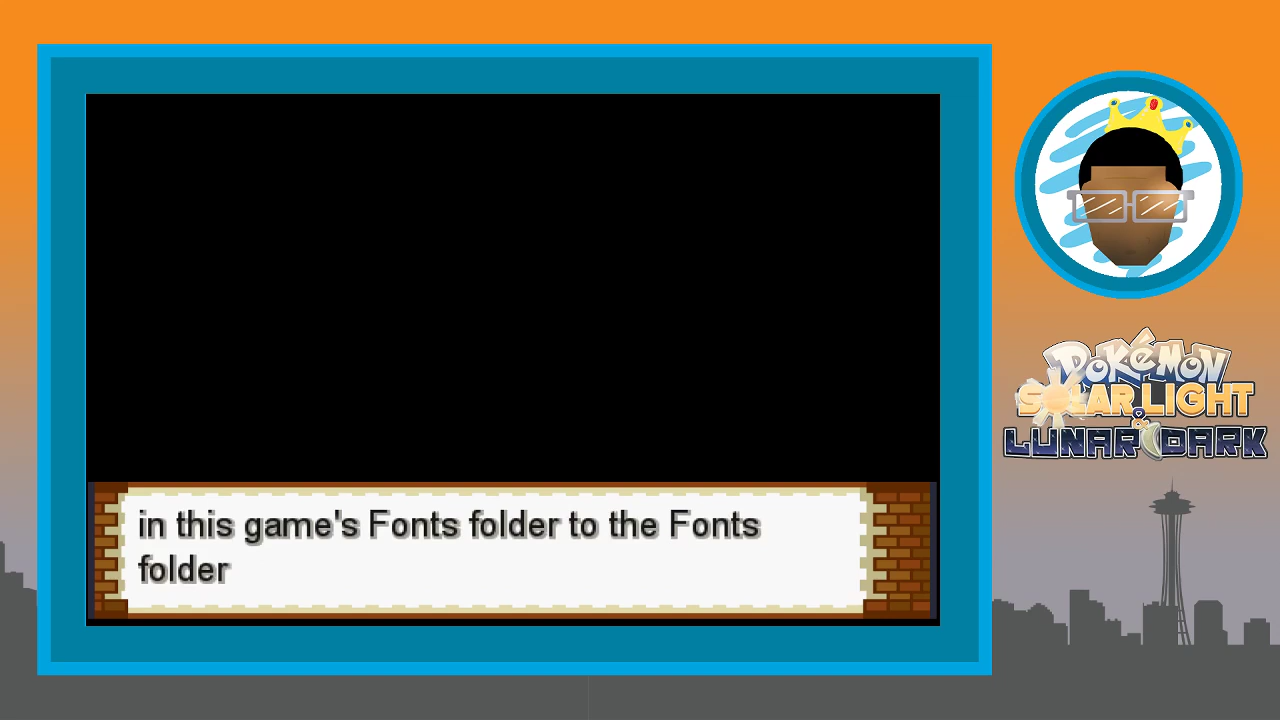 in this game's Fonts folder to the Fonts
folder
POKéMON
SOLAR LIGHT
&
LUNAR DARK